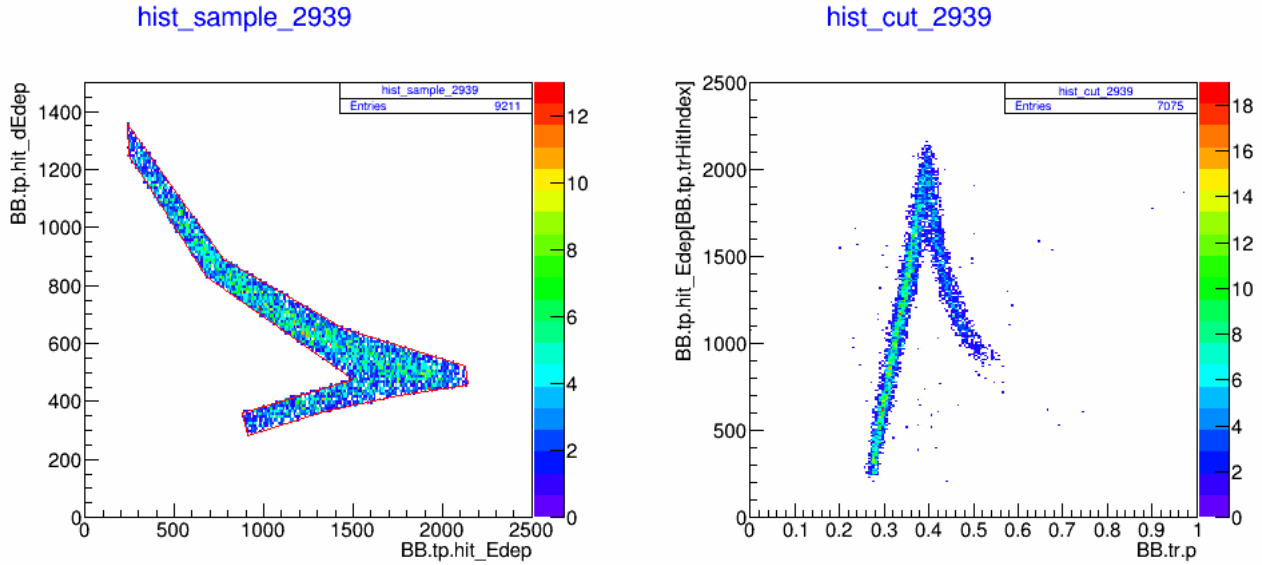 hist_sample_2939
hist_sample_2939
Entries 9211
BB.tp.hit_dEdep
1400
1200
1000
800
600
400
200
0
0 500 1000 1500 2000 2500
BB.tp.hit_Edep
12
10
8
6
4
2
0
hist_cut_2939
hist_cut_2939
Entries 7075
BB.tp.hit_Edep[BB.tp.trHitIndex]
2500
2000
1500
1000
500
0
0 0.1 0.2 0.3 0.4 0.5 0.6 0.7 0.8 0.9 1
BB.tr.p
18
16
14
12
10
8
6
4
2
0